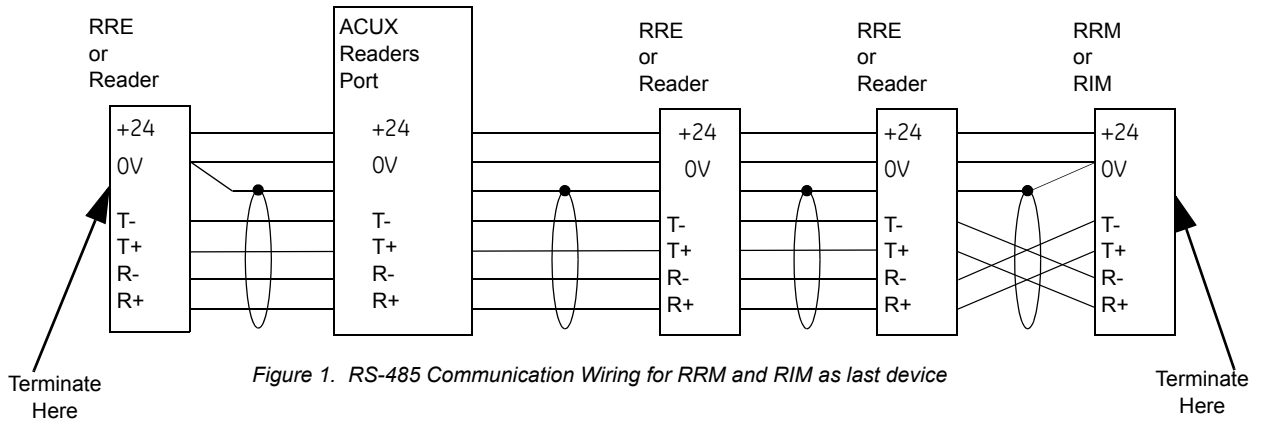 RRE
or
Reader
ACUX
Readers
Port
RRE
or
Reader
RRE
or
Reader
RRM
or
RIM
+24
0V
T-
T+
R-
R+
+24
0V
T-
T+
R-
R+
+24
0V
T-
T+
R-
R+
+24
0V
T-
T+
R-
R+
+24
0V
T-
T+
R-
R+
Terminate
Here
Figure 1. RS-485 Communication Wiring for RRM and RIM as last device
Terminate
Here